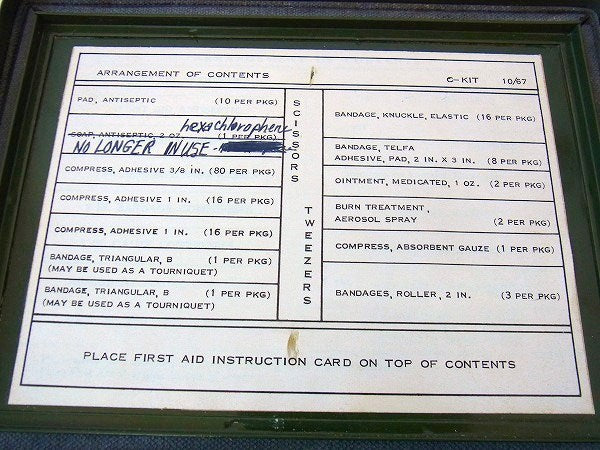 ARRANGEMENT OF CONTENTS
C-KIT 10/67
PAD, ANTISEPTIC (10 PER PKG)
hexachlorophene
SOAP, ANTISEPTIC, 2 OZ. (1 PER PKG)
NO LONGER IN USE -
COMPRESS, ADHESIVE 3/8 IN. (80 PER PKG)
COMPRESS, ADHESIVE 1 IN. (16 PER PKG)
COMPRESS, ADHESIVE 1 IN. (16 PER PKG)
BANDAGE, TRIANGULAR, B (1 PER PKG)
(MAY BE USED AS A TOURNIQUET)
BANDAGE, TRIANGULAR, B (1 PER PKG)
(MAY BE USED AS A TOURNIQUET)
SCISSORS
TWEEZERS
BANDAGE, KNUCKLE, ELASTIC (16 PER PKG)
BANDAGE, TELFA
ADHESIVE, PAD, 2 IN. X 3 IN. (8 PER PKG)
OINTMENT, MEDICATED, 1 OZ. (2 PER PKG)
BURN TREATMENT,
AEROSOL SPRAY (2 PER PKG)
COMPRESS, ABSORBENT GAUZE (1 PER PKG)
BANDAGES, ROLLER, 2 IN. (3 PER PKG)
PLACE FIRST AID INSTRUCTION CARD ON TOP OF CONTENTS